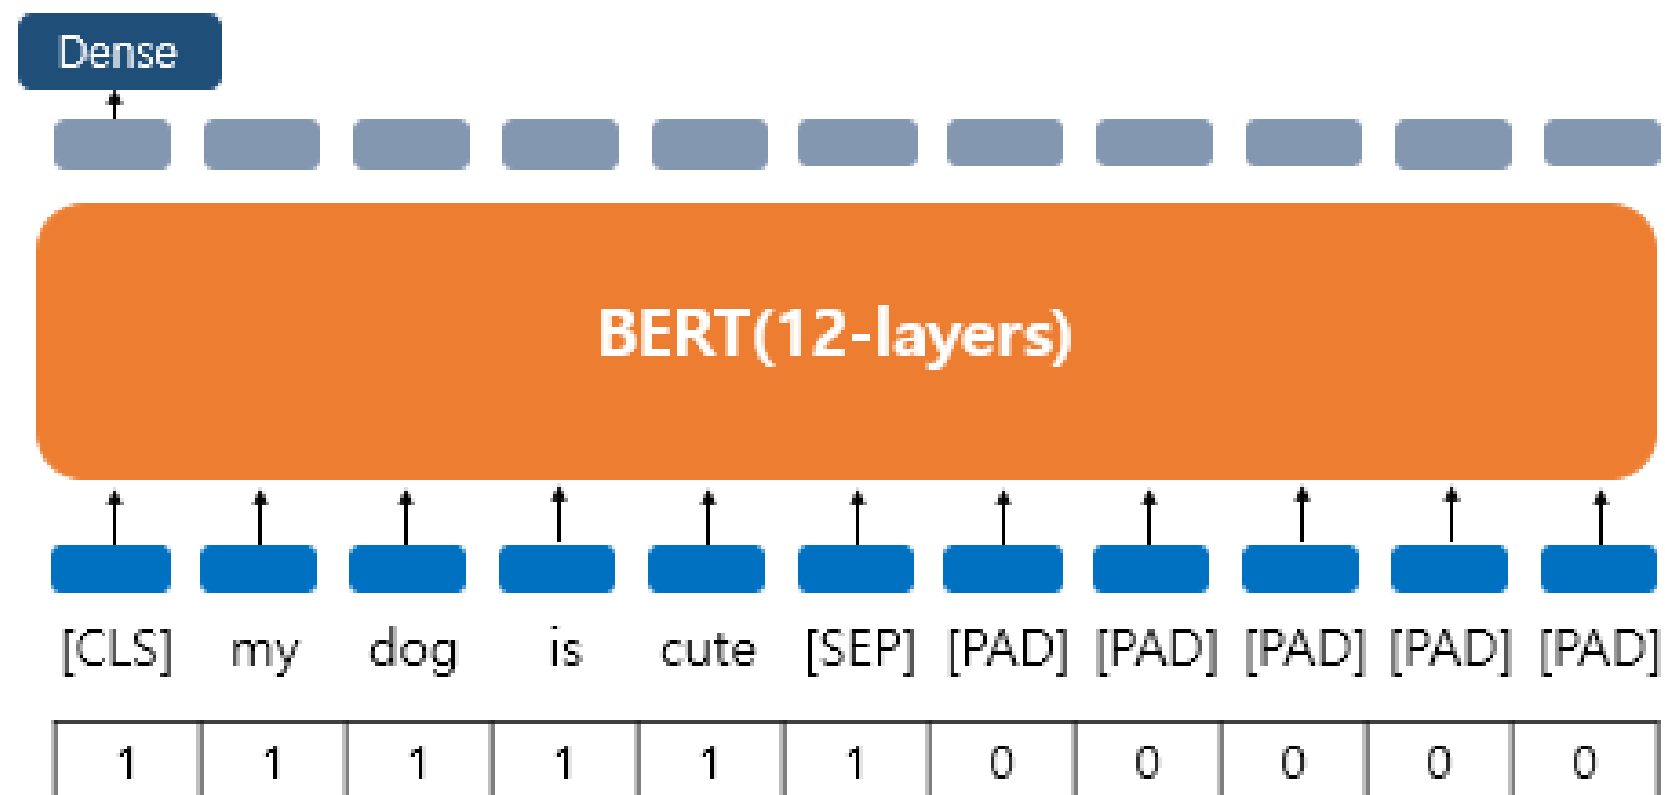 Dense
BERT(12-layers)
[CLS] my dog is cute [SEP] [PAD] [PAD] [PAD] [PAD] [PAD]
1 1 1 1 1 1 0 0 0 0 0